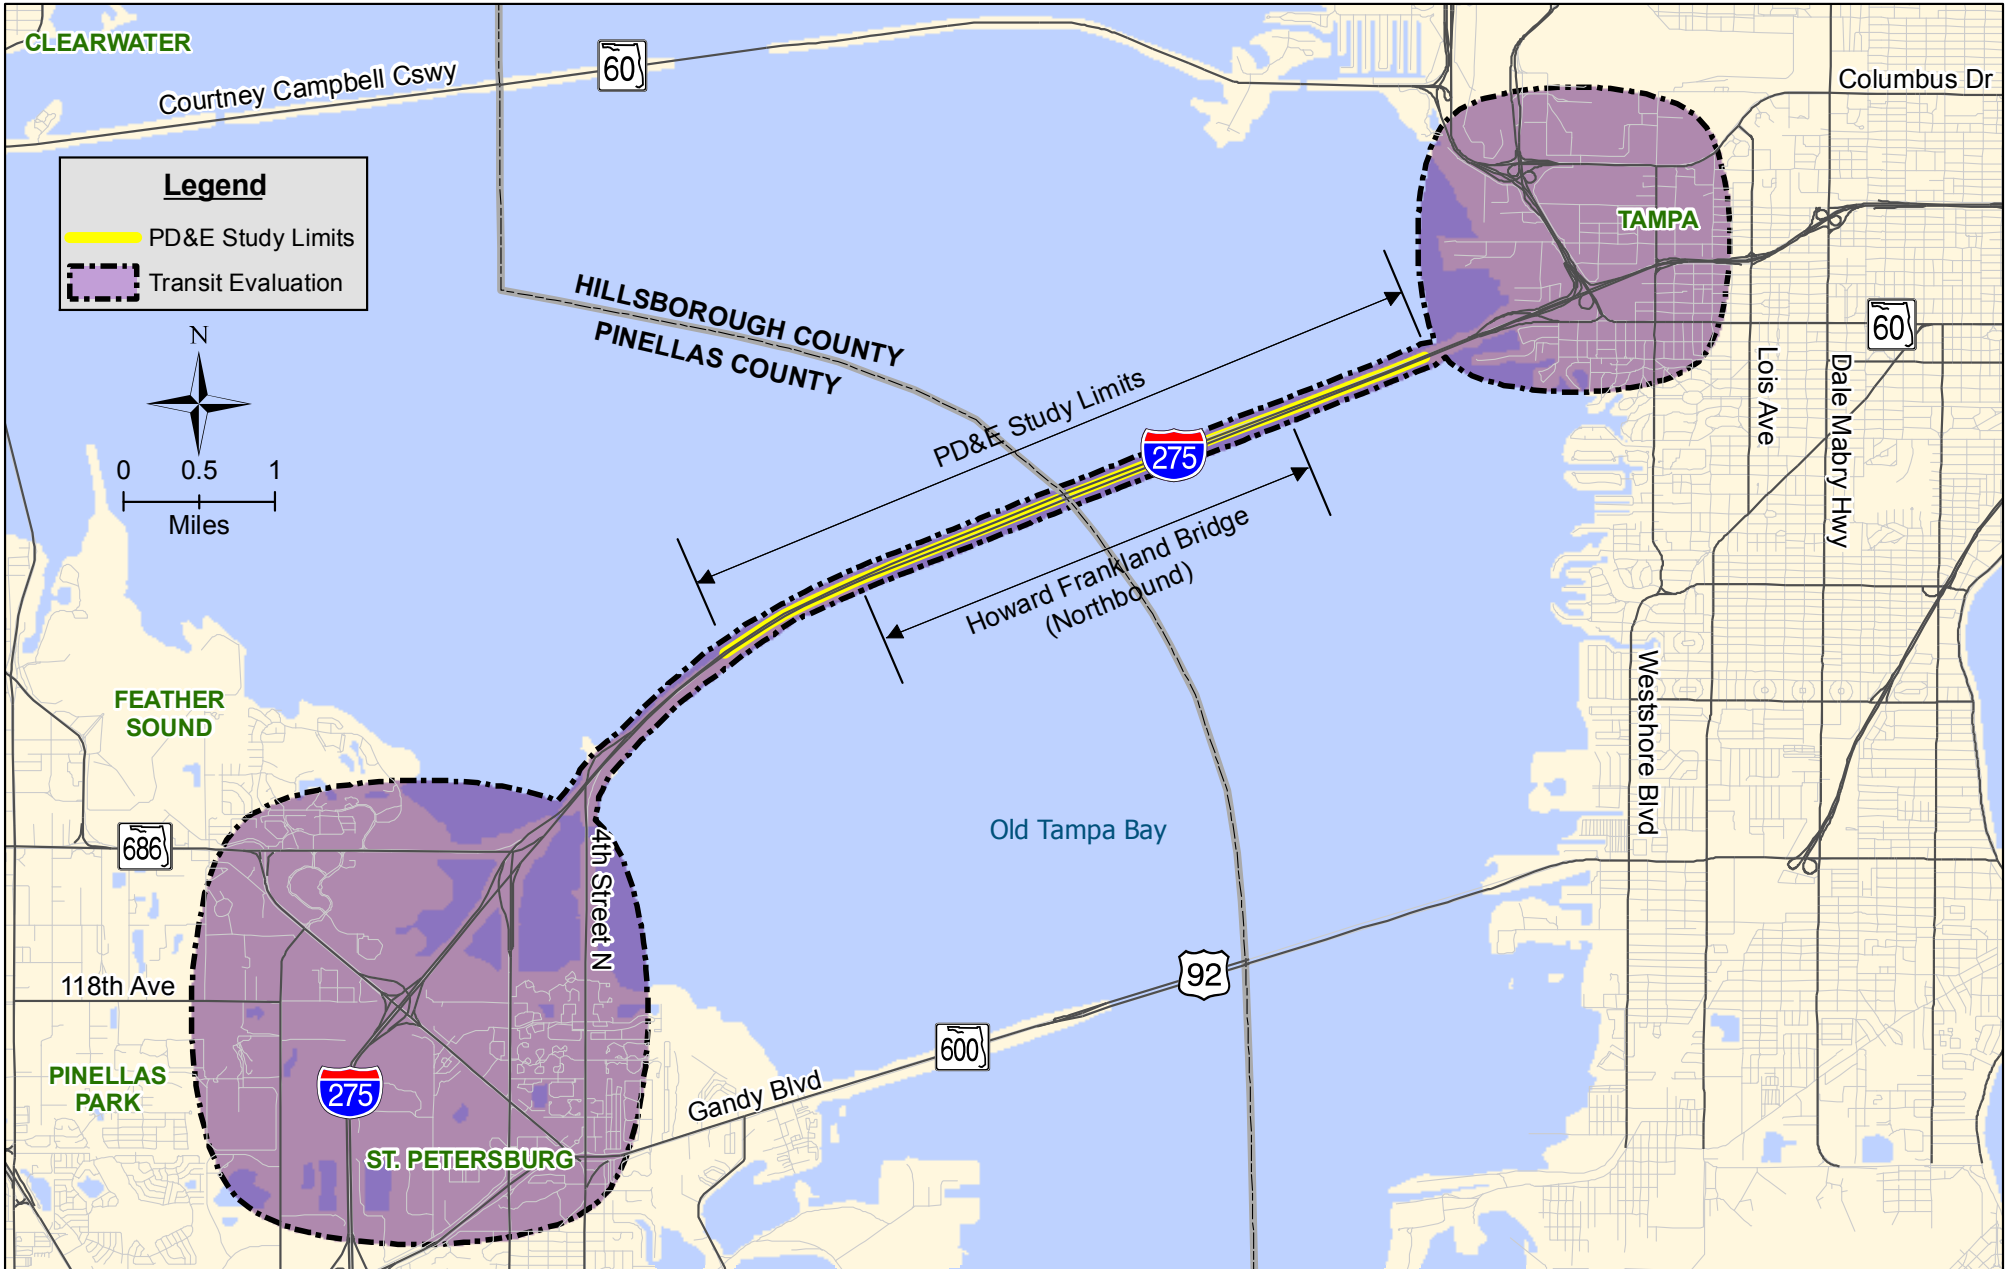 CLEARWATER
Courtney Campbell Cswy
60
Columbus Dr
Legend
PD&E Study Limits
Transit Evaluation
TAMPA
HILLSBOROUGH COUNTY
PINELLAS COUNTY
60
N
0 0.5 1
Miles
PD&E Study Limits
275
Lois Ave
Dale Mabry Hwy
Howard Frankland Bridge
(Northbound)
FEATHER
SOUND
Westshore Blvd
Old Tampa Bay
686
4th Street N
118th Ave
92
600
PINELLAS
PARK
275
Gandy Blvd
ST. PETERSBURG